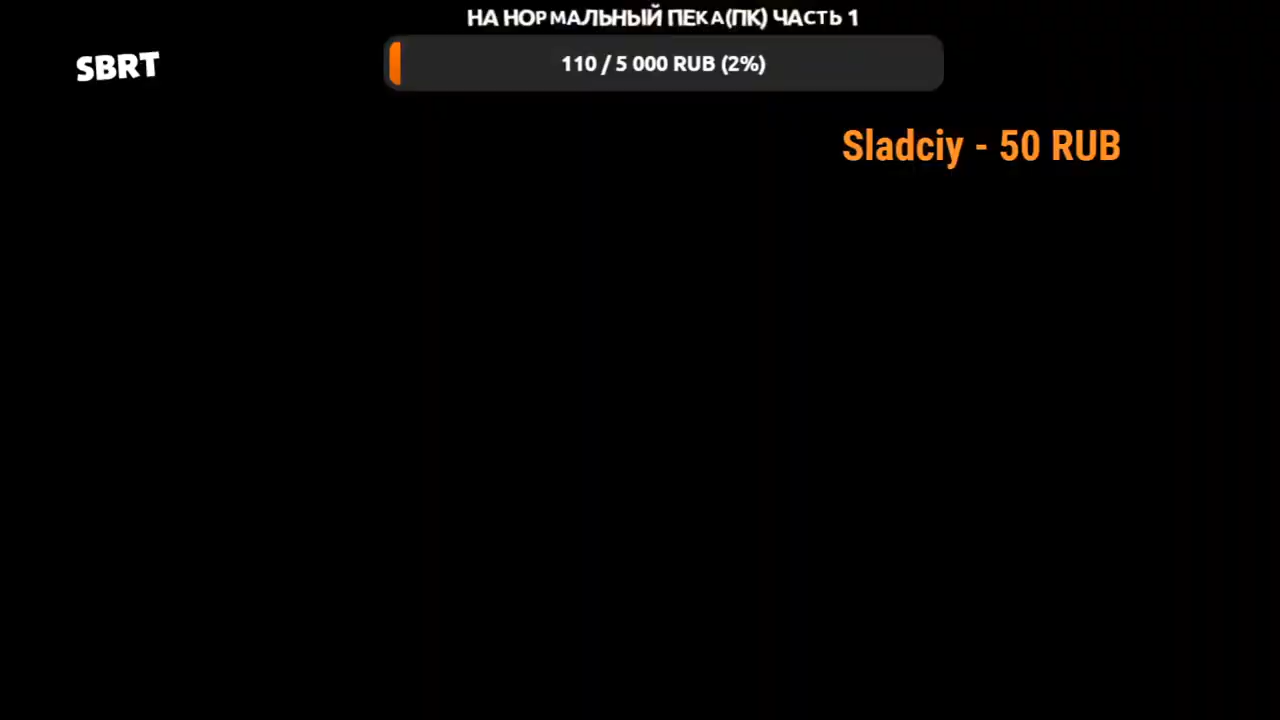 НА НОРМАЛЬНЫЙ ПЕКА(ПК) ЧАСТЬ 1
SBRT
110 / 5 000 RUB (2%)
Sladciy - 50 RUB